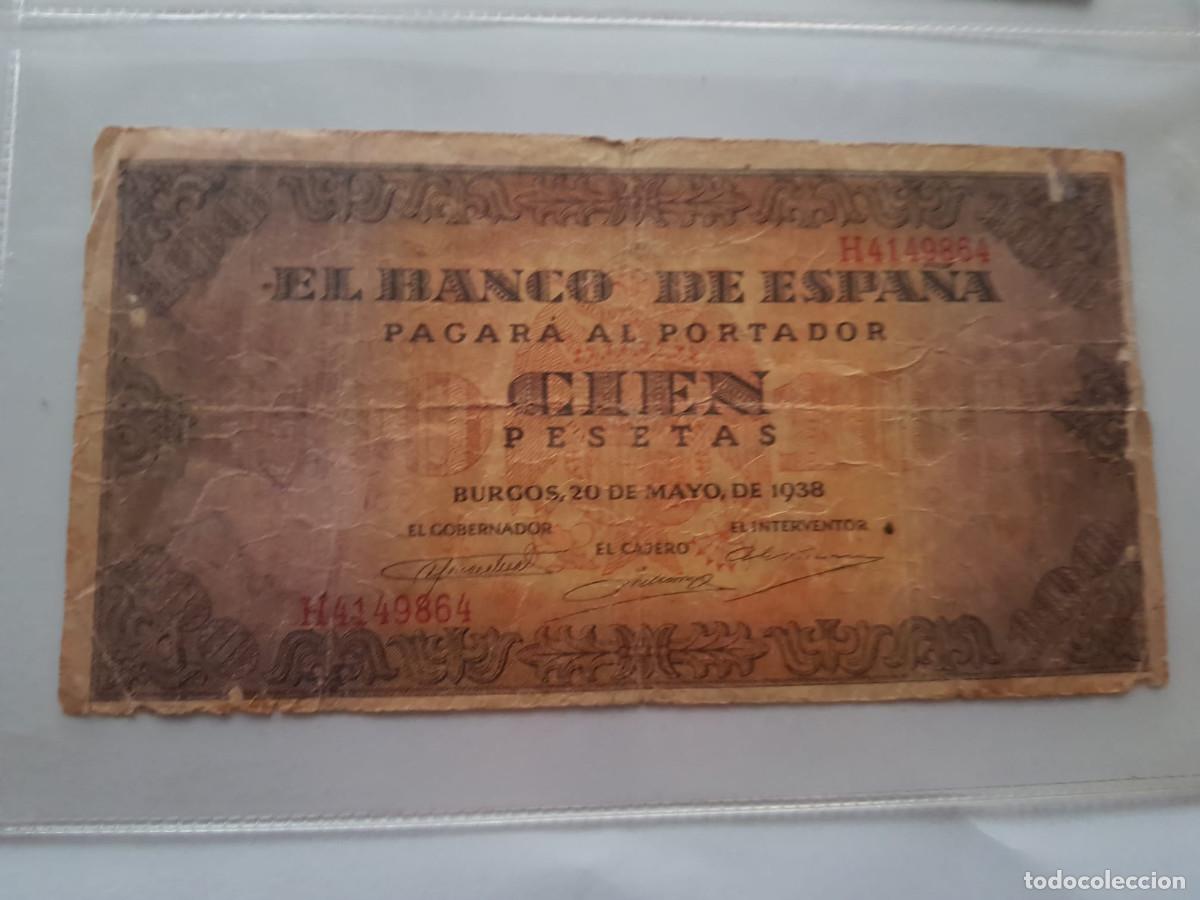 H4149864
EL BANCO DE ESPAÑA
PAGARÁ AL PORTADOR
CIEN
PESETAS
BURGOS, 20 DE MAYO, DE 1938
EL GOBERNADOR
EL CAJERO
EL INTERVENTOR
H4149864
todocoleccion